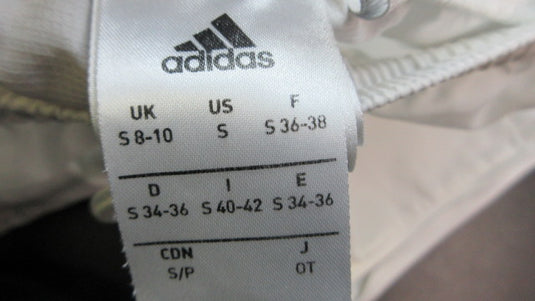 adidas
UK US F
S 8-10 S S 36-38
D I E
S 34-36 S 40-42 S 34-36
CDN J
S/P OT